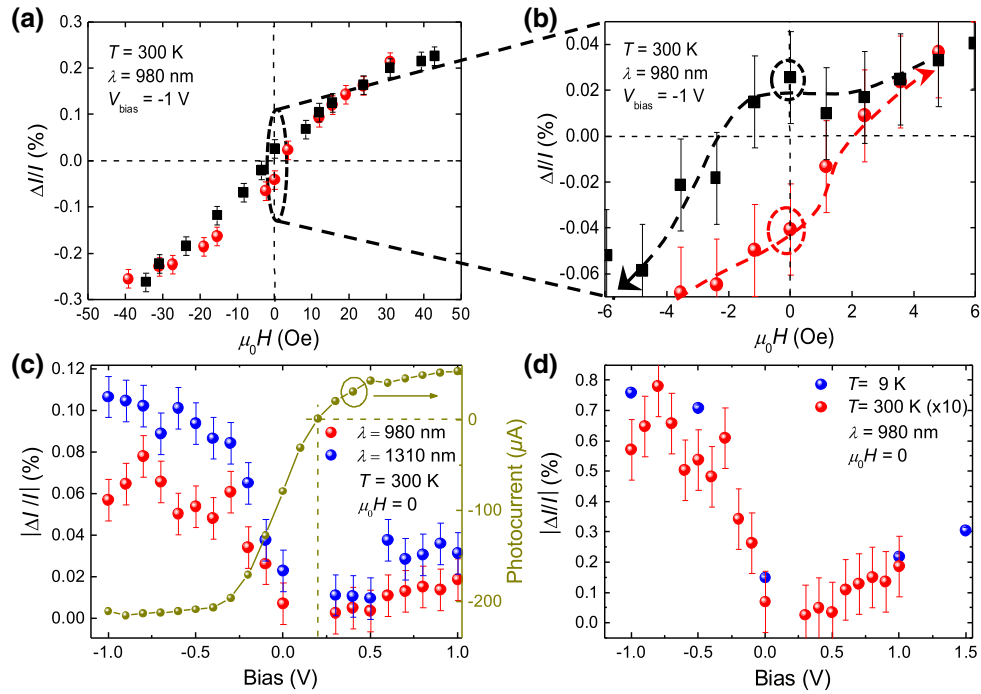 (a)
0.3
0.2
0.1
0.0
-0.1
-0.2
-0.3
ΔI/I (%)
T = 300 K
λ = 980 nm
V_bias = -1 V
-50 -40 -30 -20 -10 0 10 20 30 40 50
μ₀H (Oe)
(b)
0.04
0.02
0.00
-0.02
-0.04
-0.06
ΔI/I (%)
T = 300 K
λ = 980 nm
V_bias = -1 V
-6 -4 -2 0 2 4 6
μ₀H (Oe)
(c)
0.12
0.10
0.08
0.06
0.04
0.02
0.00
|ΔI /I| (%)
λ = 980 nm
λ = 1310 nm
T = 300 K
μ₀H = 0
0
-100
-200
Photocurrent (μA)
-1.0 -0.5 0.0 0.5 1.0
Bias (V)
(d)
0.8
0.7
0.6
0.5
0.4
0.3
0.2
0.1
0.0
|ΔI/I| (%)
T= 9 K
T= 300 K (x10)
λ = 980 nm
μ₀H = 0
-1.0 -0.5 0.0 0.5 1.0 1.5
Bias (V)